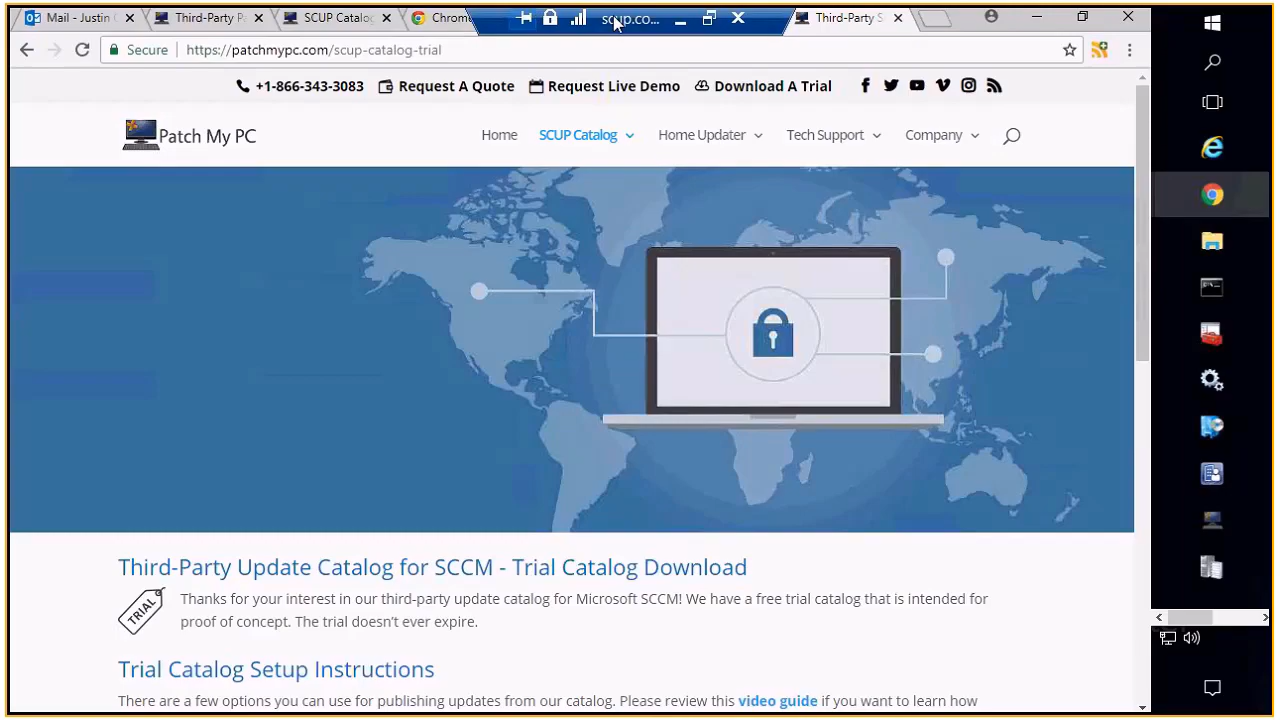 Mail - Justin C
Third-Party P
SCUP Catalog
Chrom
scup.co...
Third-Party S
Secure
https://patchmypc.com/scup-catalog-trial
+1-866-343-3083
Request A Quote
Request Live Demo
Download A Trial
Patch My PC
Home
SCUP Catalog
Home Updater
Tech Support
Company
Third-Party Update Catalog for SCCM - Trial Catalog Download
TRIAL
Thanks for your interest in our third-party update catalog for Microsoft SCCM! We have a free trial catalog that is intended for
proof of concept. The trial doesn't ever expire.
Trial Catalog Setup Instructions
There are a few options you can use for publishing updates from our catalog. Please review this video guide if you want to learn how